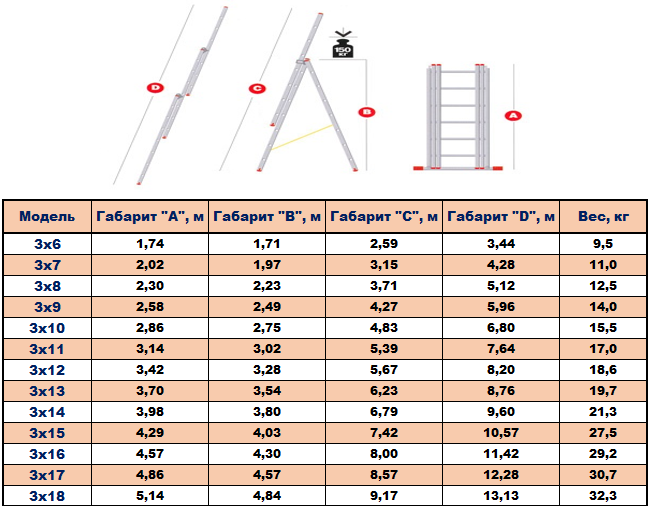 150
КГ
D
C
B
A
Модель Габарит "A", м Габарит "B", м Габарит "C", м Габарит "D", м Вес, кг
3x6 1,74 1,71 2,59 3,44 9,5
3x7 2,02 1,97 3,15 4,28 11,0
3x8 2,30 2,23 3,71 5,12 12,5
3x9 2,58 2,49 4,27 5,96 14,0
3x10 2,86 2,75 4,83 6,80 15,5
3x11 3,14 3,02 5,39 7,64 17,0
3x12 3,42 3,28 5,67 8,20 18,6
3x13 3,70 3,54 6,23 8,76 19,7
3x14 3,98 3,80 6,79 9,60 21,3
3x15 4,29 4,03 7,42 10,57 27,5
3x16 4,57 4,30 8,00 11,42 29,2
3x17 4,86 4,57 8,57 12,28 30,7
3x18 5,14 4,84 9,17 13,13 32,3